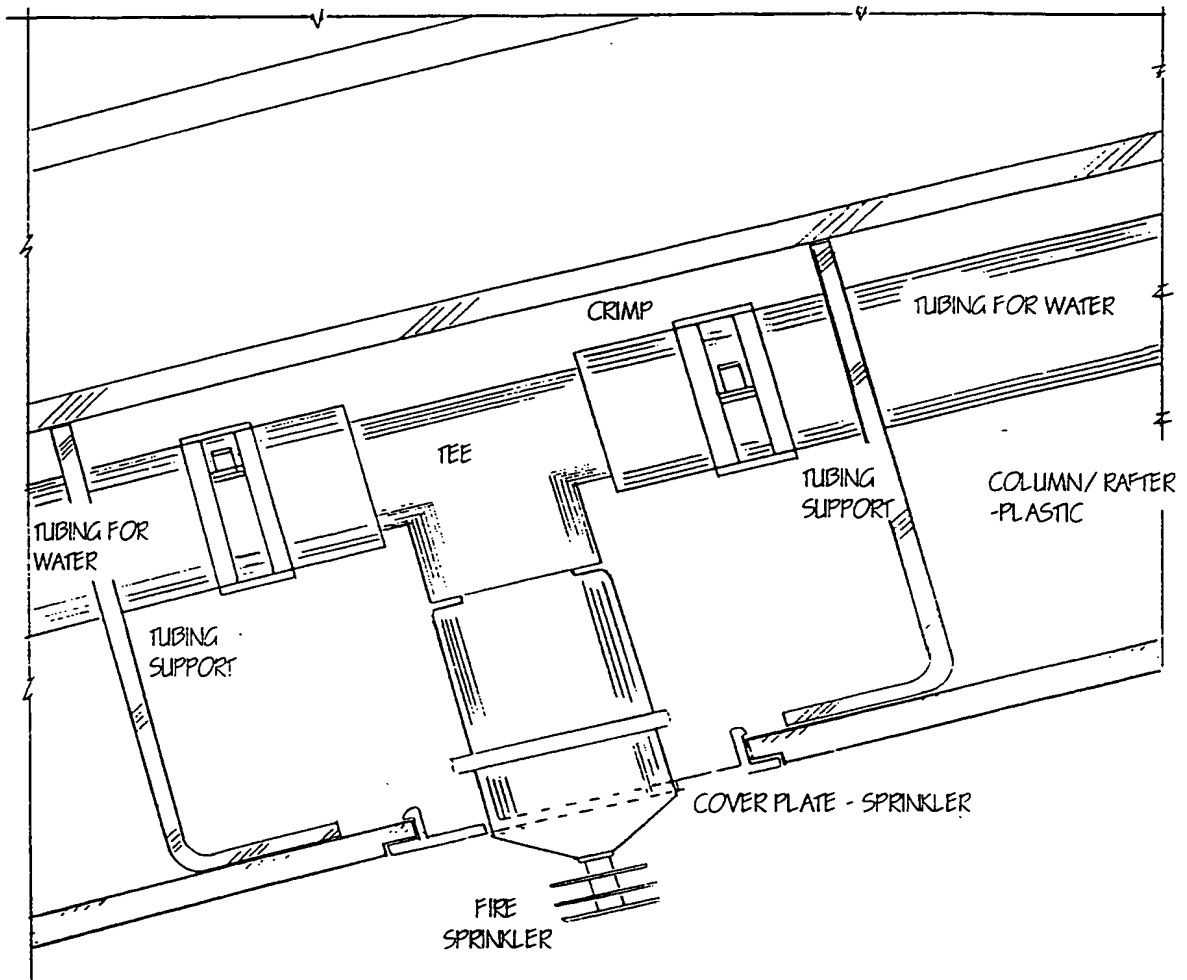 CRIMP
TUBING FOR WATER
TEE
TUBING
SUPPORT
COLUMN/ RAFTER
-PLASTIC
TUBING FOR
WATER
TUBING
SUPPORT
COVER PLATE - SPRINKLER
FIRE
SPRINKLER